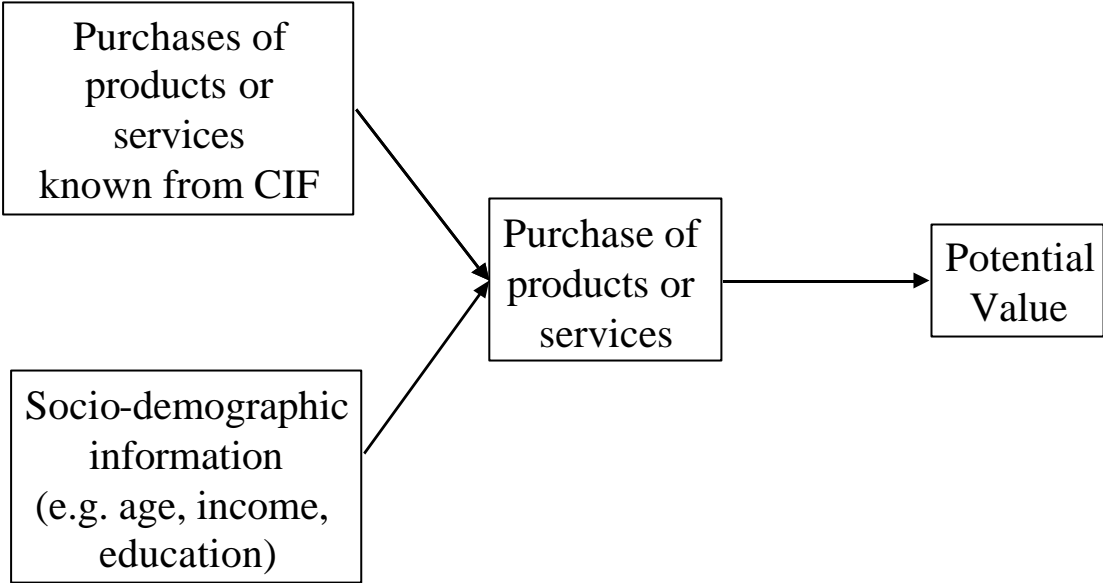 Purchases of
products or
services
known from CIF
Purchase of
products or
services
Potential
Value
Socio-demographic
information
(e.g. age, income,
education)